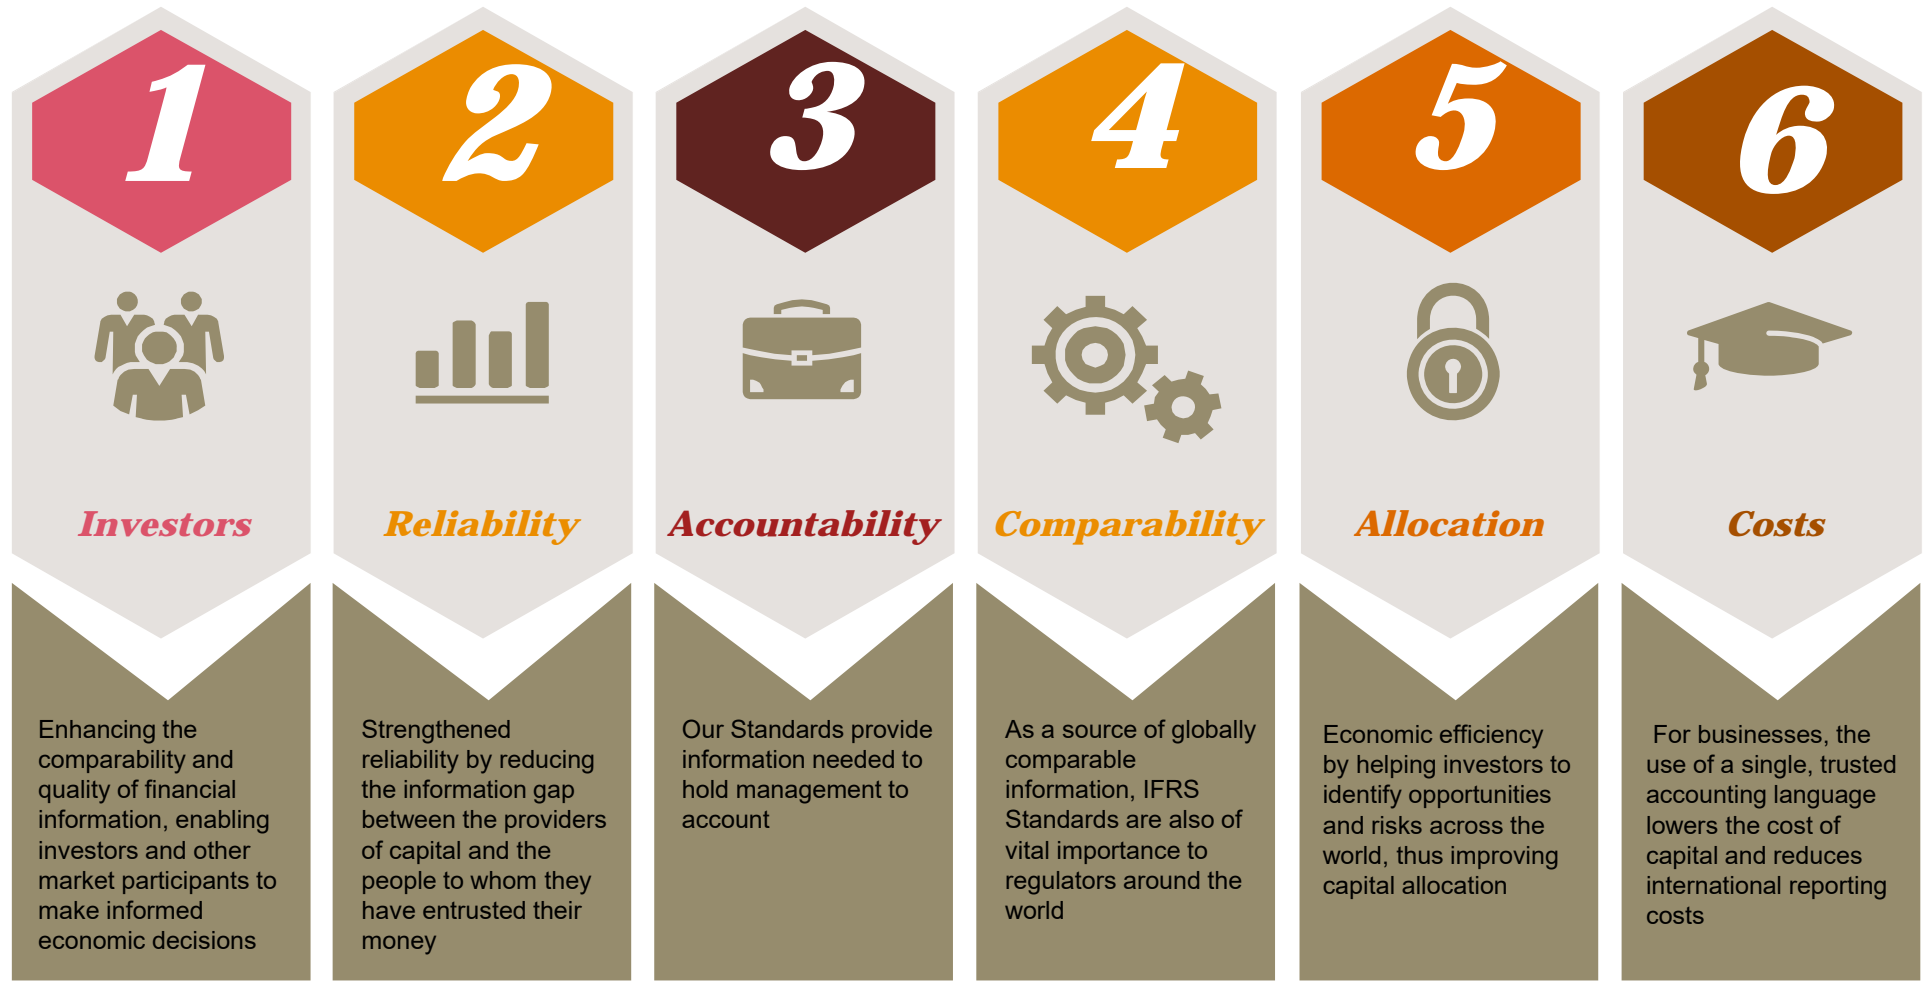 1
Investors
Enhancing the
comparability and
quality of financial
information, enabling
investors and other
market participants to
make informed
economic decisions
2
Reliability
Strengthened
reliability by reducing
the information gap
between the providers
of capital and the
people to whom they
have entrusted their
money
3
Accountability
Our Standards provide
information needed to
hold management to
account
4
Comparability
As a source of globally
comparable
information, IFRS
Standards are also of
vital importance to
regulators around the
world
5
Allocation
Economic efficiency
by helping investors to
identify opportunities
and risks across the
world, thus improving
capital allocation
6
Costs
For businesses, the
use of a single, trusted
accounting language
lowers the cost of
capital and reduces
international reporting
costs